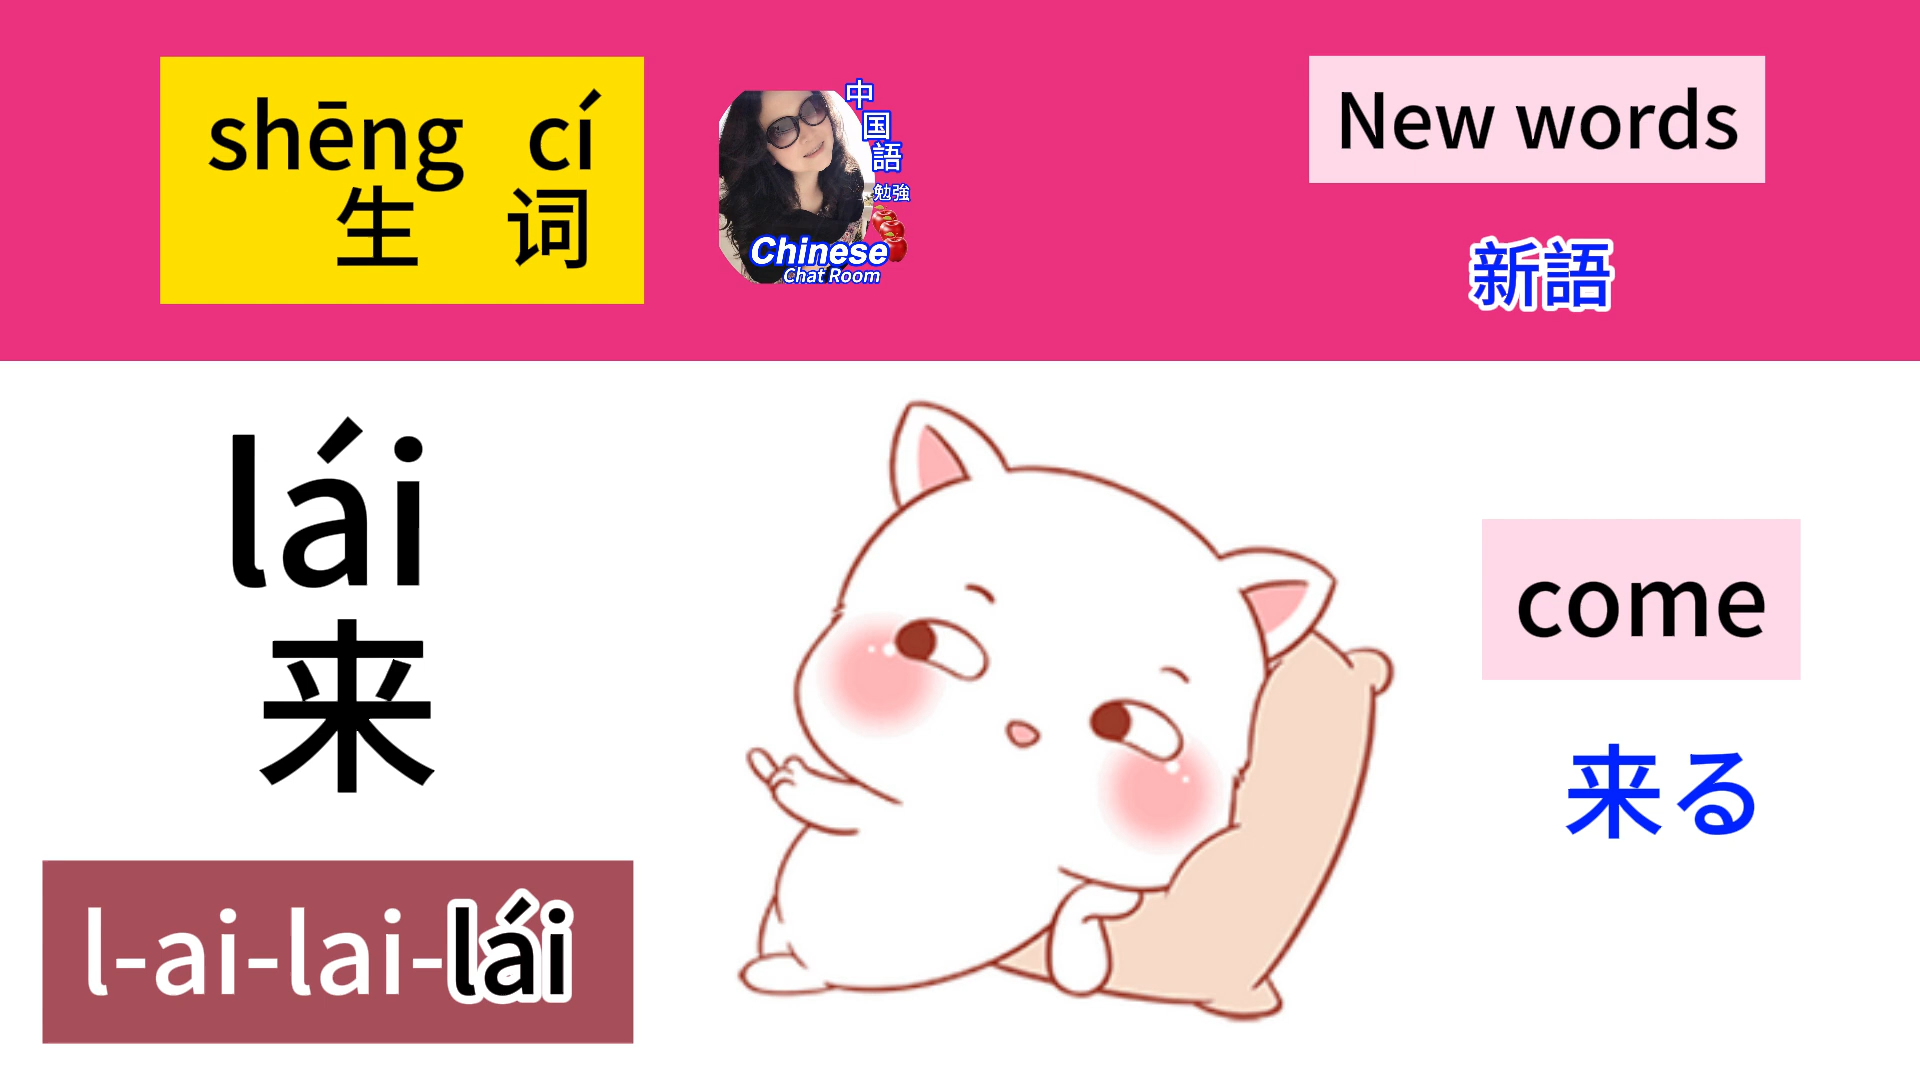 shēng cí
生 词
中国語
勉強
Chinese
Chat Room
New words
新語
lái
来
l-ai-lai-lái
come
来る